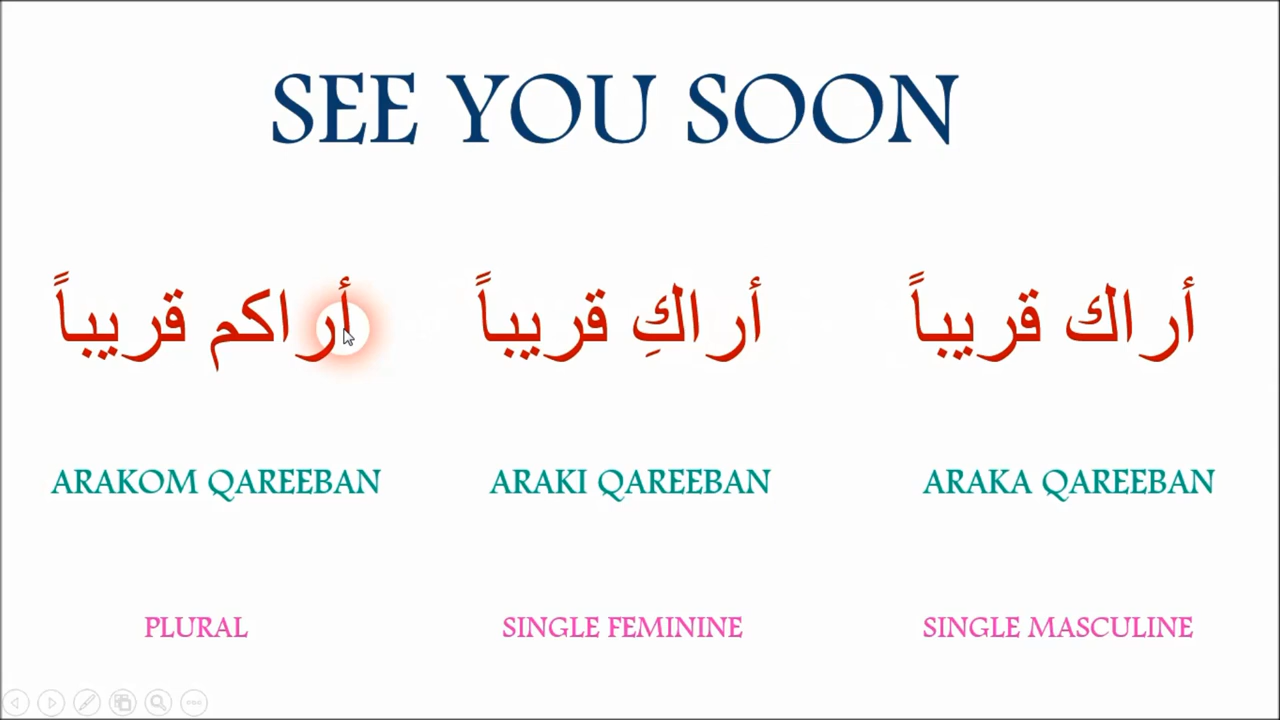 SEE YOU SOON
أراكم قريباً
أراكِ قريباً
أراك قريباً
ARAKOM QAREEBAN
ARAKI QAREEBAN
ARAKA QAREEBAN
PLURAL
SINGLE FEMININE
SINGLE MASCULINE